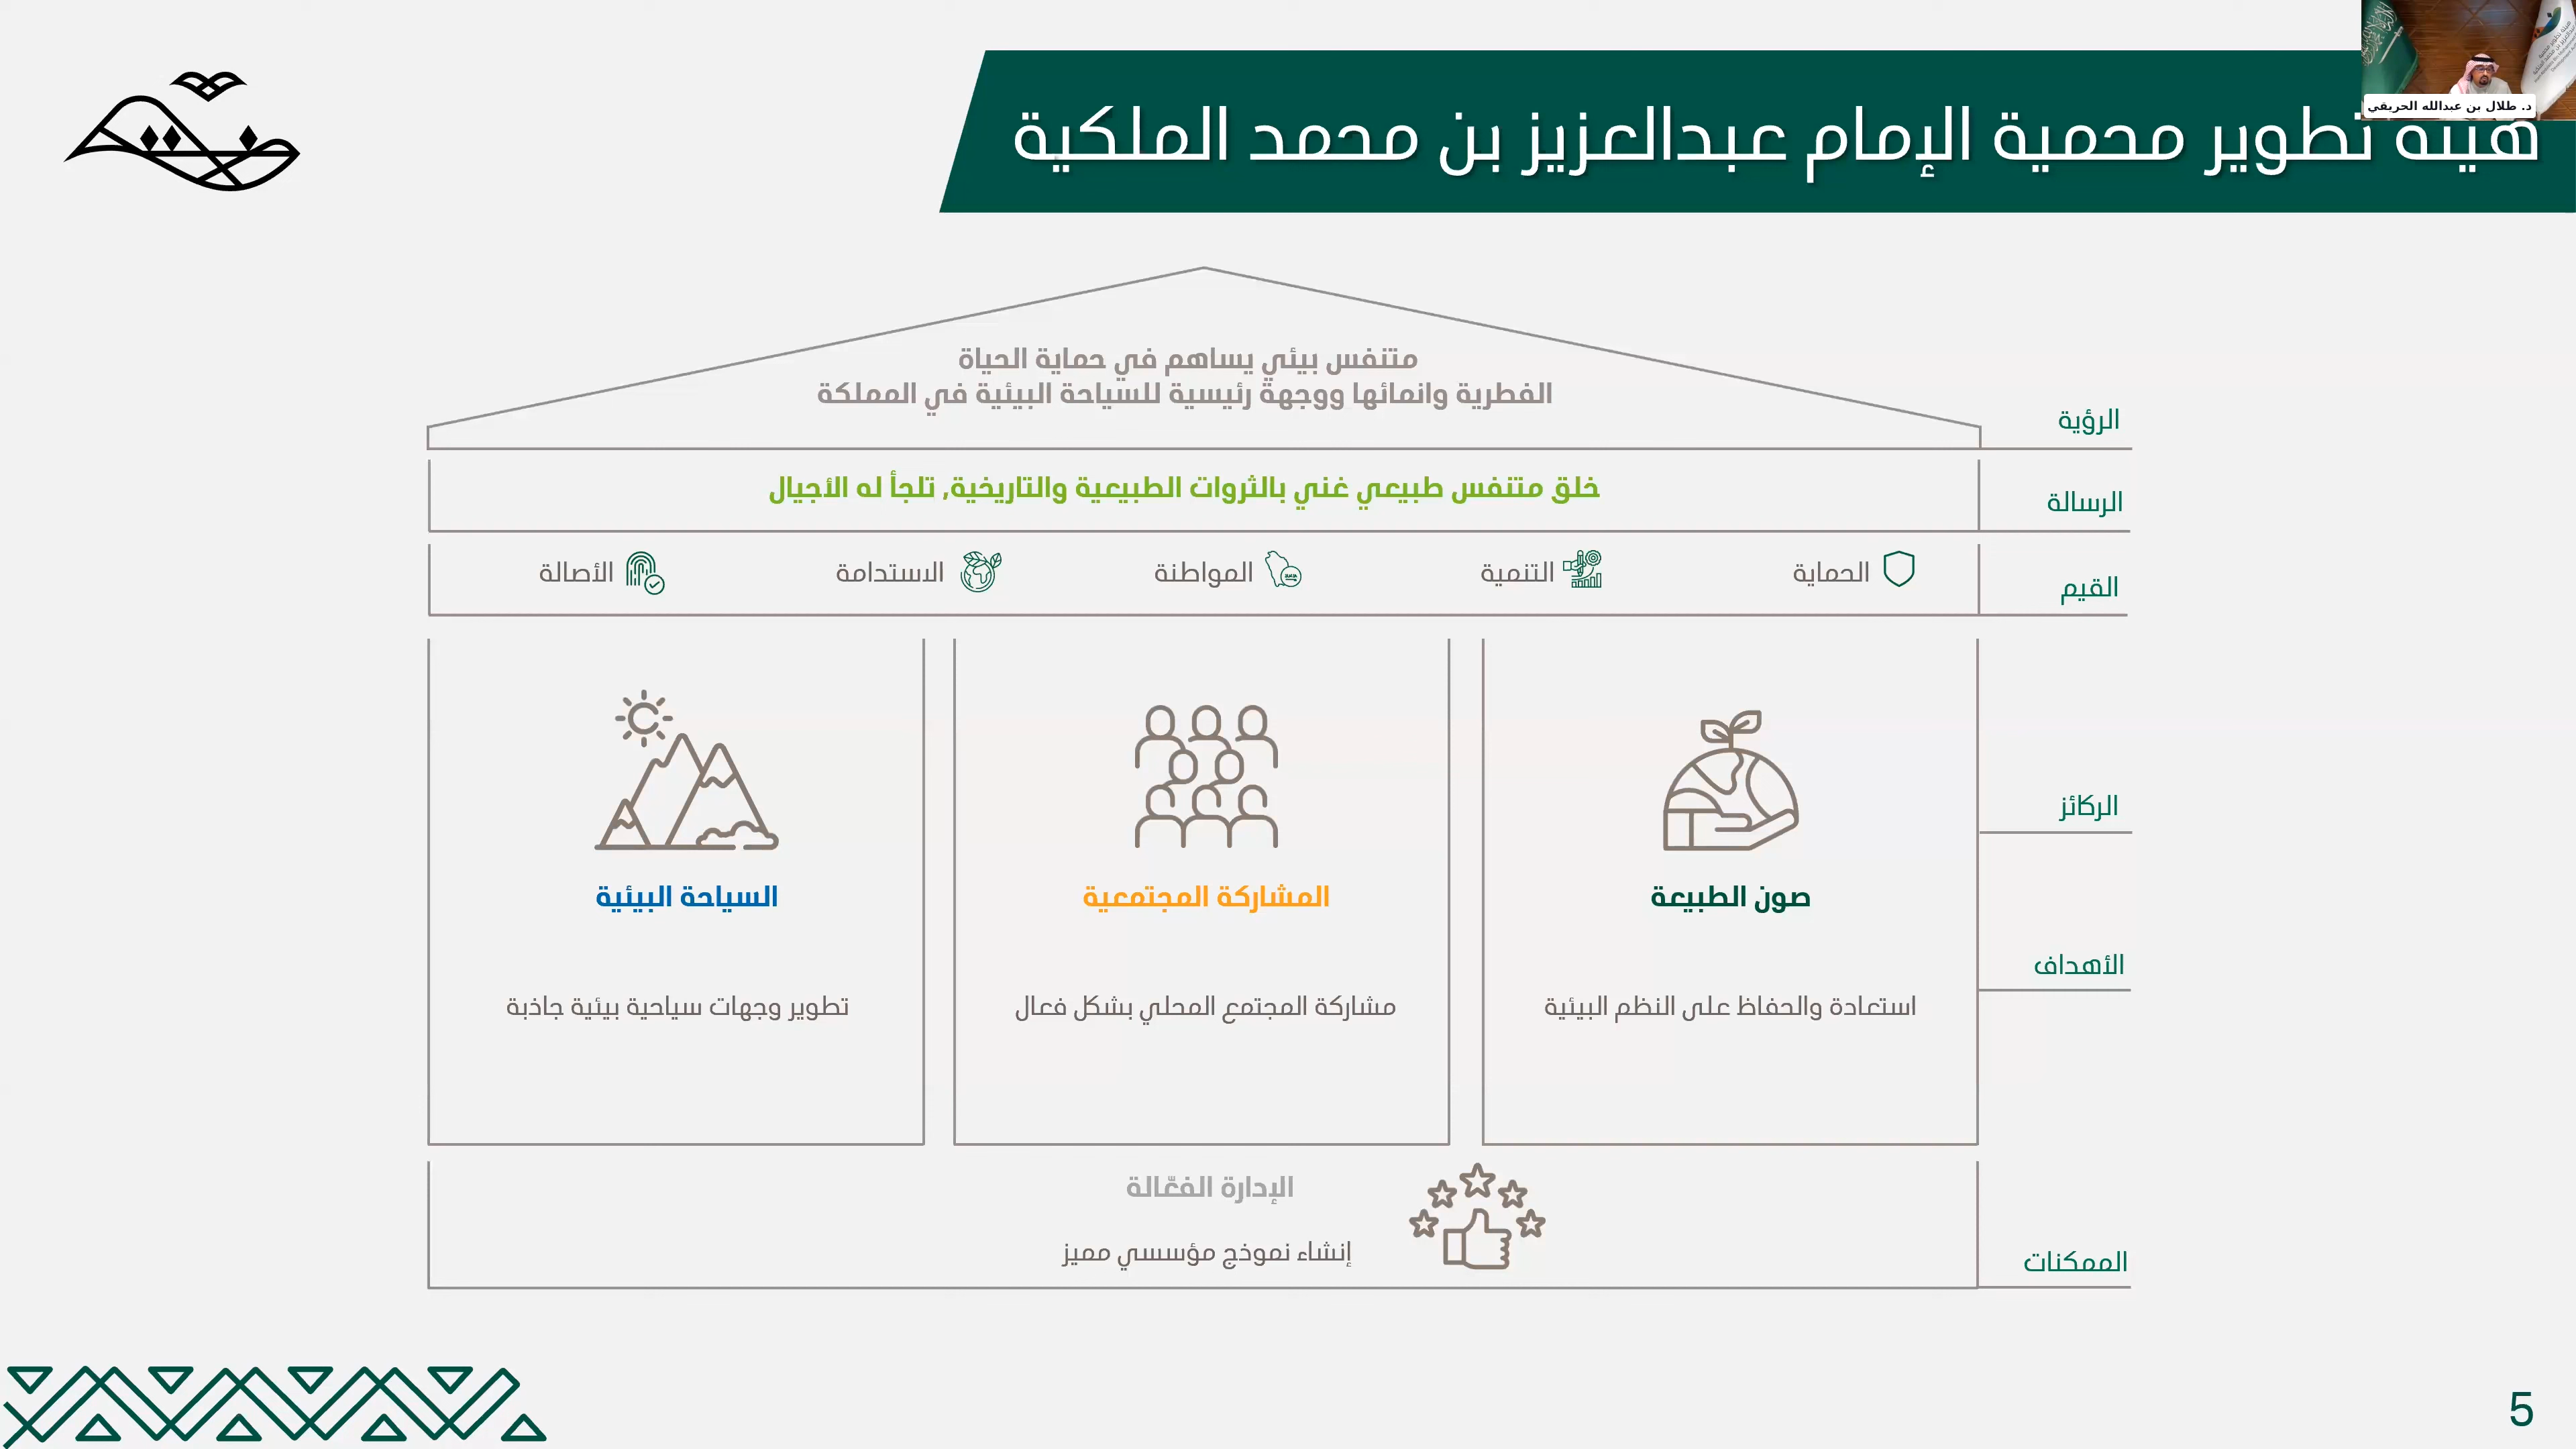 د. طلال بن عبدالله الحريقي
هيئة تطوير محمية الإمام عبدالعزيز بن محمد الملكية
متنفس بيئي يساهم في حماية الحياة
الفطرية وانمائها ووجهة رئيسية للسياحة البيئية في المملكة
الرؤية
خلق متنفس طبيعي غني بالثروات الطبيعية والتاريخية, تلجأ له الأجيال
الرسالة
القيم
الحماية
التنمية
المواطنة
الاستدامة
الأصالة
الركائز
صون الطبيعة
المشاركة المجتمعية
السياحة البيئية
الأهداف
استعادة والحفاظ على النظم البيئية
مشاركة المجتمع المحلي بشكل فعال
تطوير وجهات سياحية بيئية جاذبة
الإدارة الفعّالة
إنشاء نموذج مؤسسي مميز
الممكنات
5